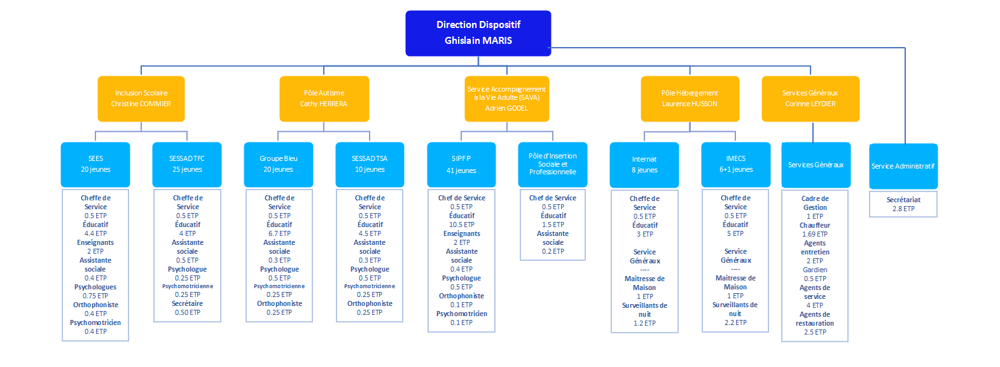 Direction Dispositif
Ghislain MARIS
Inclusion Scolaire
Christine COMMIER
Pôle Autisme
Cathy HERRERA
Service Accompagnement
à la Vie Adulte (SAVA)
Adrien GODEL
Pôle Hébergement
Laurence HUSSON
Services Généraux
Corinne LEYDIER
SEES
20 jeunes
SESSAD TFC
25 jeunes
Groupe Bleu
20 jeunes
SESSAD TSA
10 jeunes
SIPFP
41 jeunes
Pôle d'Insertion
Sociale et
Professionnelle
Internat
8 jeunes
IMECS
6+1 jeunes
Services Généraux
Service Administratif
Cheffe de
Service
0.5 ETP
Éducatif
4.4 ETP
Enseignants
2 ETP
Assistante
sociale
0.4 ETP
Psychologues
0.75 ETP
Orthophoniste
0.4 ETP
Psychomotricien
0.4 ETP
Cheffe de
Service
0.5 ETP
Éducatif
4 ETP
Assistante
sociale
0.5 ETP
Psychologue
0.25 ETP
Psychomotricienne
0.25 ETP
Secrétaire
0.50 ETP
Cheffe de
Service
0.5 ETP
Éducatif
6.7 ETP
Assistante
sociale
0.3 ETP
Psychologue
0.5 ETP
Psychomotricienne
0.25 ETP
Orthophoniste
0.25 ETP
Cheffe de
Service
0.5 ETP
Éducatif
4.5 ETP
Assistante
sociale
0.3 ETP
Psychologue
0.5 ETP
Psychomotricienne
0.25 ETP
Orthophoniste
0.25 ETP
Chef de Service
0.5 ETP
Éducatif
10.5 ETP
Enseignants
2 ETP
Assistante
sociale
0.4 ETP
Psychologue
0.5 ETP
Orthophoniste
0.1 ETP
Psychomotricien
0.1 ETP
Chef de Service
0.5 ETP
Éducatif
1.5 ETP
Assistante
sociale
0.2 ETP
Cheffe de
Service
0.5 ETP
Éducatif
3 ETP
Service
Généraux
----
Maitresse de
Maison
1 ETP
Surveillants de
nuit
1.2 ETP
Cheffe de
Service
0.5 ETP
Éducatif
5 ETP
Service
Généraux
----
Maitresse de
Maison
1 ETP
Surveillants de
nuit
2.2 ETP
Cadre de
Gestion
1 ETP
Chauffeur
1.69 ETP
Agents
entretien
2 ETP
Gardien
0.5 ETP
Agents de
service
4 ETP
Agents de
restauration
2.5 ETP
Secrétariat
2.8 ETP